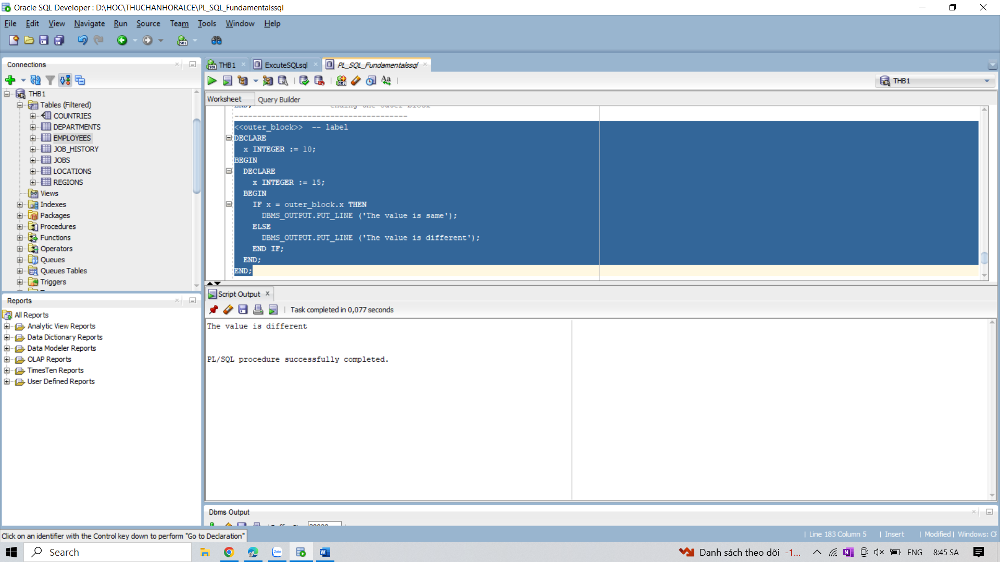 Oracle SQL Developer : D:\HOC\THUCHANHORALCE\PL_SQL_Fundamentalssql
File Edit View Navigate Run Source Team Tools Window Help
Connections
THB1
Tables (Filtered)
COUNTRIES
DEPARTMENTS
EMPLOYEES
JOB_HISTORY
JOBS
LOCATIONS
REGIONS
Views
Indexes
Packages
Procedures
Functions
Operators
Queues
Queues Tables
Triggers
Reports
All Reports
Analytic View Reports
Data Dictionary Reports
Data Modeler Reports
OLAP Reports
TimesTen Reports
User Defined Reports
THB1 ExcuteSQLsql PL_SQL_Fundamentalssql
THB1
Worksheet Query Builder
--------------------------------------
<<outer_block>>  -- label
DECLARE
x INTEGER := 10;
BEGIN
DECLARE
x INTEGER := 15;
BEGIN
IF x = outer_block.x THEN
DBMS_OUTPUT.PUT_LINE ('The value is same');
ELSE
DBMS_OUTPUT.PUT_LINE ('The value is different');
END IF;
END;
END;
Script Output
Task completed in 0,077 seconds
The value is different
PL/SQL procedure successfully completed.
Dbms Output
Click on an identifier with the Control key down to perform "Go to Declaration"
Line 183 Column 5 | Insert | Modified | Windows: CF
Search
Zalo
Danh sách theo dõi -1...
ENG
8:45 SA